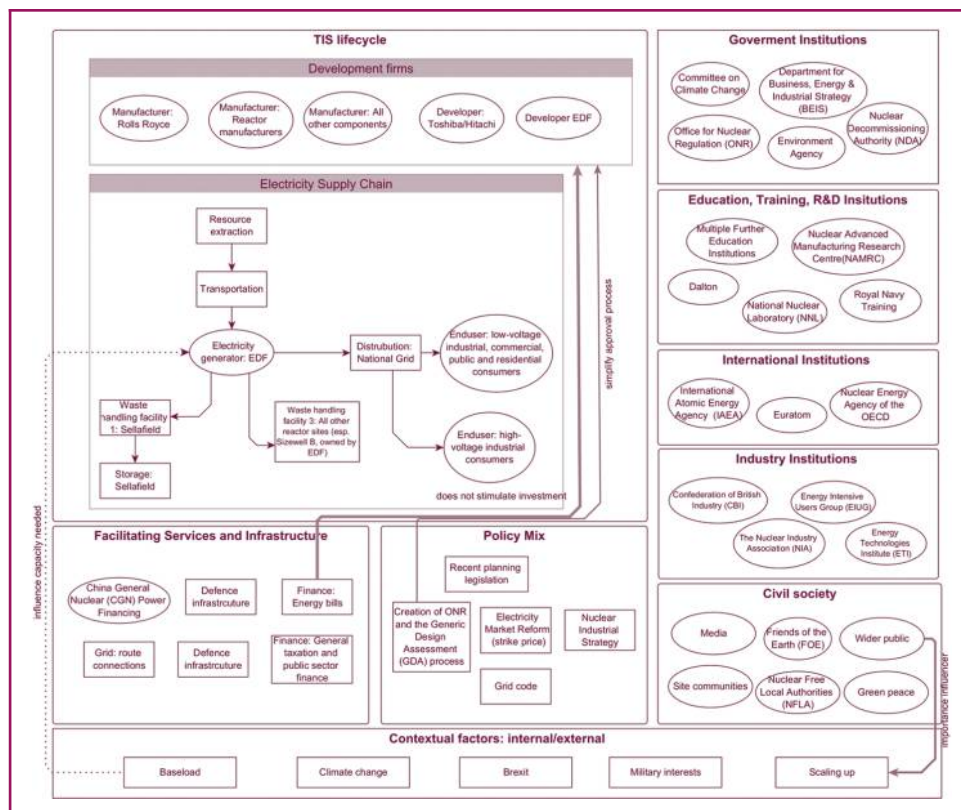 TIS lifecycle
Development firms
Manufacturer:
Rolls Royce
Manufacturer:
Reactor
manufacturers
Manufacturer: All
other components
Developer:
Toshiba/Hitachi
Developer EDF
Electricity Supply Chain
Resource
extraction
Transportation
Electricity
generator: EDF
Distrubution:
National Grid
Enduser: low-voltage
industrial, commercial,
public and residential
consumers
Waste
handling facility
1: Sellafield
Waste handling
facility 3: All other
reactor sites (esp.
Sizewell B, owned by
EDF)
Enduser: high-
voltage industrial
consumers
Storage:
Sellafield
does not stimulate investment
simplify approval process
influence capacity needed
Facilitating Services and Infrastructure
China General
Nuclear (CGN) Power
Financing
Defence
infrastrcuture
Finance:
Energy bills
Grid: route
connections
Defence
infrastrcuture
Finance: General
taxation and
public sector
finance
Policy Mix
Recent planning
legislation
Creation of ONR
and the Generic
Design
Assessment
(GDA) process
Electricity
Market Reform
(strike price)
Nuclear
Industrial
Strategy
Grid code
Goverment Institutions
Committee on
Climate Change
Department for
Business, Energy &
Industrial Strategy
(BEIS)
Office for Nuclear
Regulation (ONR)
Environment
Agency
Nuclear
Decommissioning
Authority (NDA)
Education, Training, R&D Insitutions
Multiple Further
Education
Institutions
Nuclear Advanced
Manufacturing Research
Centre(NAMRC)
Dalton
National Nuclear
Laboratory (NNL)
Royal Navy
Training
International Institutions
International
Atomic Energy
Agency (IAEA)
Euratom
Nuclear Energy
Agency of the
OECD
Industry Institutions
Confederation of British
Industry (CBI)
Energy Intensive
Users Group (EIUG)
The Nuclear Industry
Association (NIA)
Energy
Technologies
Institute (ETI)
Civil society
Media
Friends of the
Earth (FOE)
Wider public
Site communities
Nuclear Free
Local Authorities
(NFLA)
Green peace
importance influencer
Contextual factors: internal/external
Baseload
Climate change
Brexit
Military interests
Scaling up